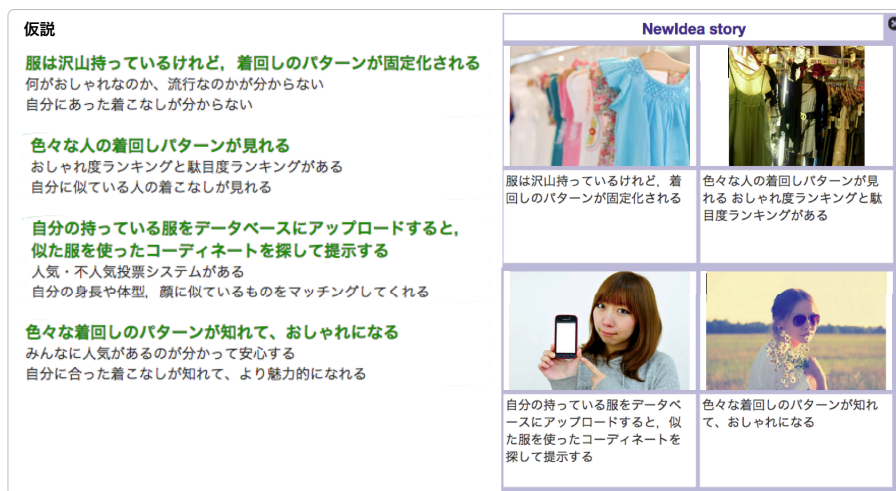 仮説
服は沢山持っているけれど，着回しのパターンが固定化される
何がおしゃれなのか、流行なのかが分からない
自分にあった着こなしが分からない
色々な人の着回しパターンが見れる
おしゃれ度ランキングと駄目度ランキングがある
自分に似ている人の着こなしが見れる
自分の持っている服をデータベースにアップロードすると，
似た服を使ったコーディネートを探して提示する
人気・不人気投票システムがある
自分の身長や体型，顔に似ているものをマッチングしてくれる
色々な着回しのパターンが知れて、おしゃれになる
みんなに人気があるのが分かって安心する
自分に合った着こなしが知れて、より魅力的になれる
NewIdea story
服は沢山持っているけれど，着
回しのパターンが固定化される
色々な人の着回しパターンが見
れる おしゃれ度ランキングと駄
目度ランキングがある
自分の持っている服をデータベ
ースにアップロードすると，似
た服を使ったコーディネートを
探して提示する
色々な着回しのパターンが知れ
て、おしゃれになる